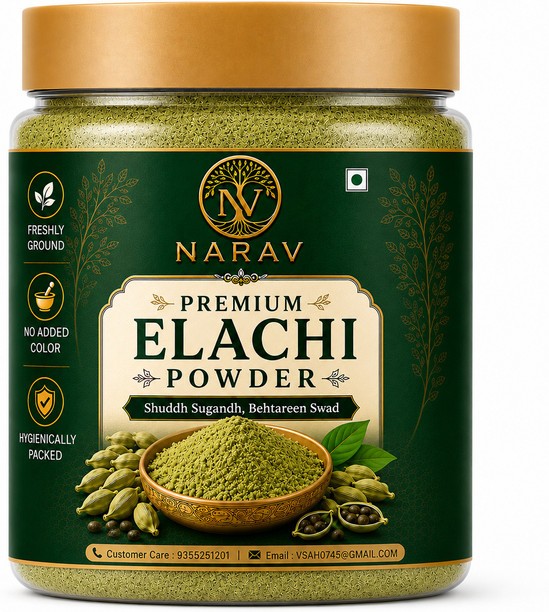 NV
NARAV
FRESHLY
GROUND
NO ADDED
COLOR
HYGIENICALLY
PACKED
PREMIUM
ELACHI
POWDER
Shuddh Sugandh, Behtareen Swad
Customer Care : 9355251201 | Email : VSAH0745@GMAIL.COM